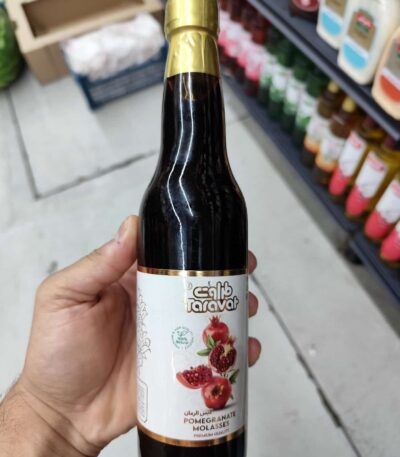 طراوت
Taravat
دبس الرمان
POMEGRANATE
MOLASSES
PREMIUM QUALITY